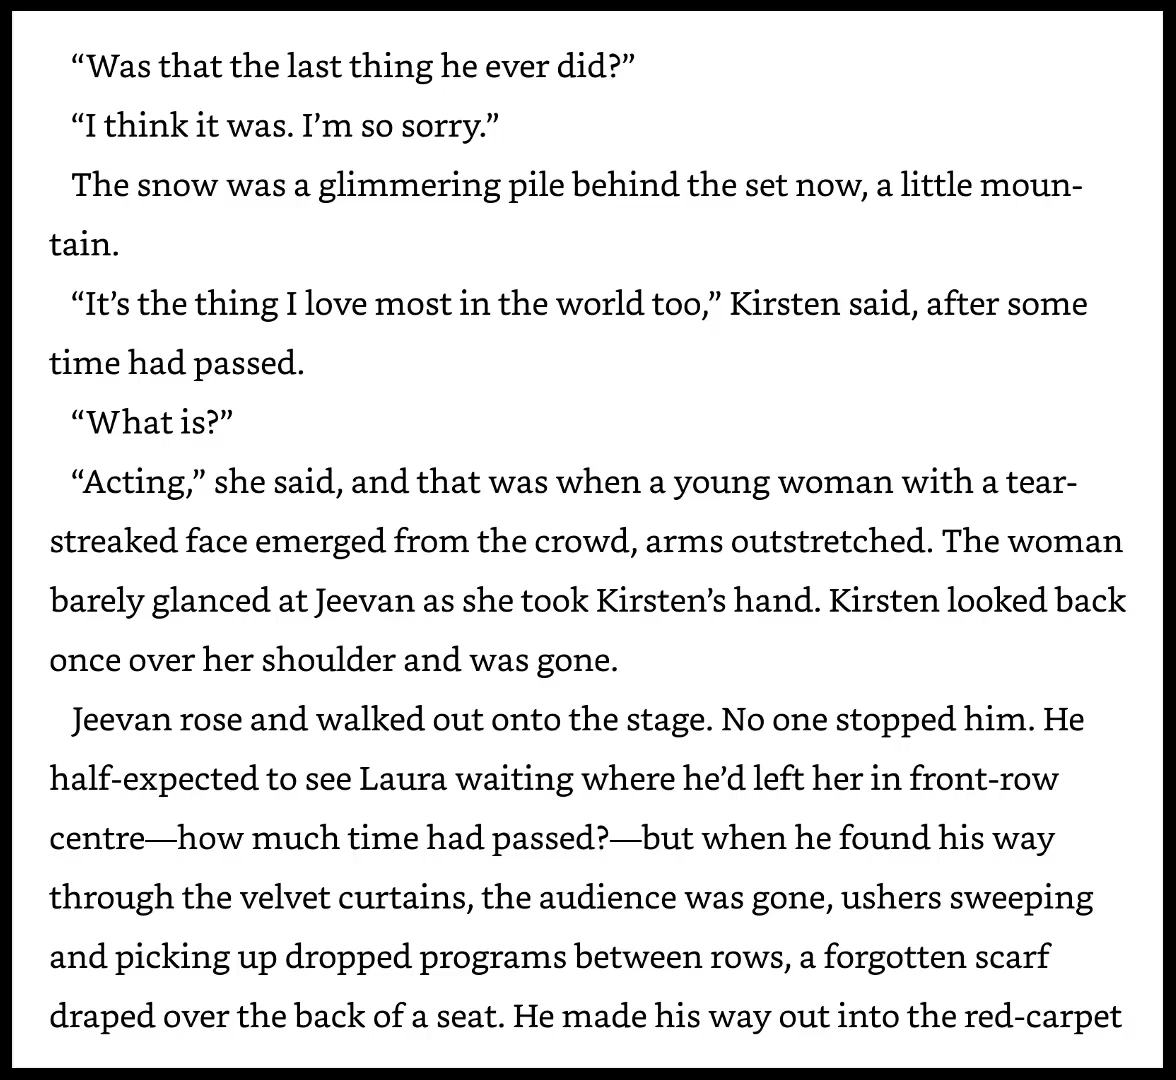 “Was that the last thing he ever did?”
“I think it was. I’m so sorry.”
The snow was a glimmering pile behind the set now, a little moun-
tain.
“It’s the thing I love most in the world too,” Kirsten said, after some
time had passed.
“What is?”
“Acting,” she said, and that was when a young woman with a tear-
streaked face emerged from the crowd, arms outstretched. The woman
barely glanced at Jeevan as she took Kirsten’s hand. Kirsten looked back
once over her shoulder and was gone.
Jeevan rose and walked out onto the stage. No one stopped him. He
half-expected to see Laura waiting where he’d left her in front-row
centre—how much time had passed?—but when he found his way
through the velvet curtains, the audience was gone, ushers sweeping
and picking up dropped programs between rows, a forgotten scarf
draped over the back of a seat. He made his way out into the red-carpet